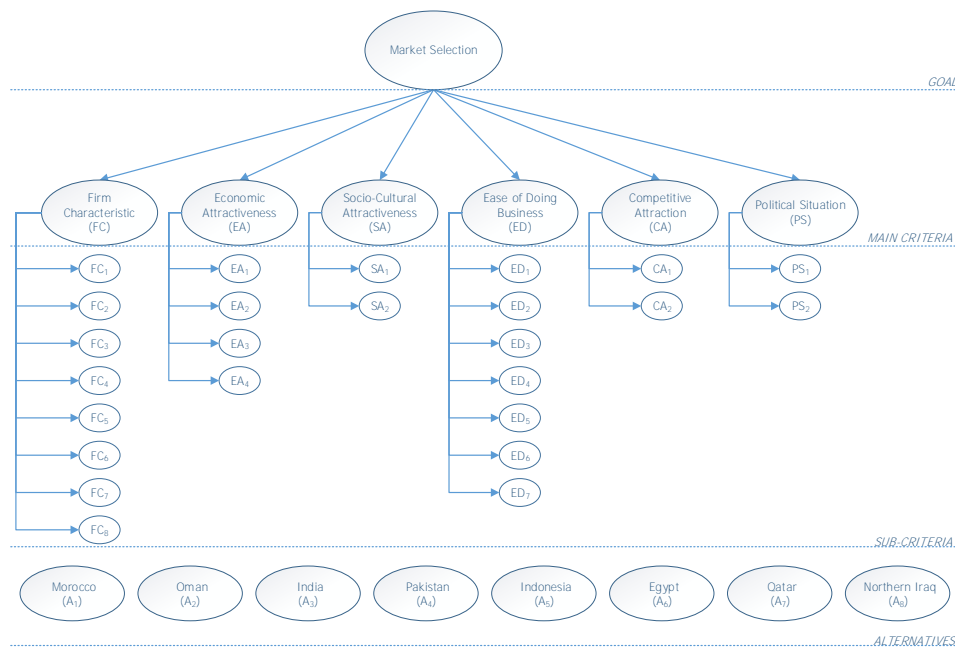 Market Selection
GOAL
Firm
Characteristic
(FC)
Economic
Attractiveness
(EA)
Socio-Cultural
Attractiveness
(SA)
Ease of Doing
Business
(ED)
Competitive
Attraction
(CA)
Political Situation
(PS)
MAIN CRITERIA
FC₁
EA₁
SA₁
ED₁
CA₁
PS₁
FC₂
EA₂
SA₂
ED₂
CA₂
PS₂
FC₃
EA₃
ED₃
FC₄
EA₄
ED₄
FC₅
ED₅
FC₆
ED₆
FC₇
ED₇
FC₈
SUB-CRITERIA
Morocco
(A₁)
Oman
(A₂)
India
(A₃)
Pakistan
(A₄)
Indonesia
(A₅)
Egypt
(A₆)
Qatar
(A₇)
Northern Iraq
(A₈)
ALTERNATIVES